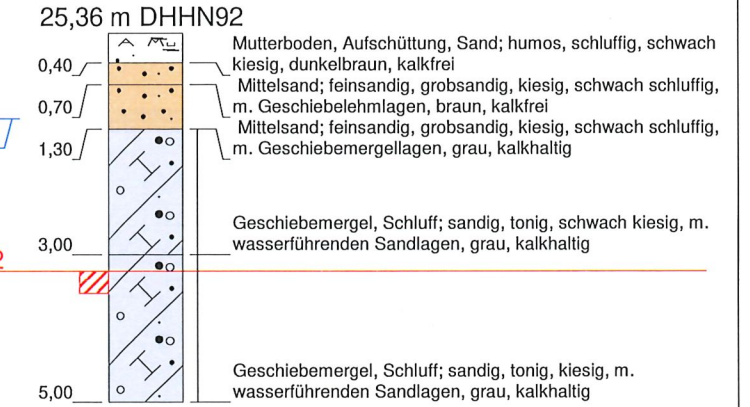 25,36 m DHHN92
A Mu
Mutterboden, Aufschüttung, Sand; humos, schluffig, schwach
kiesig, dunkelbraun, kalkfrei
0,40
Mittelsand; feinsandig, grobsandig, kiesig, schwach schluffig,
m. Geschiebelehmlagen, braun, kalkfrei
0,70
Mittelsand; feinsandig, grobsandig, kiesig, schwach schluffig,
m. Geschiebemergellagen, grau, kalkhaltig
1,30
Geschiebemergel, Schluff; sandig, tonig, schwach kiesig, m.
wasserführenden Sandlagen, grau, kalkhaltig
3,00
Geschiebemergel, Schluff; sandig, tonig, kiesig, m.
wasserführenden Sandlagen, grau, kalkhaltig
5,00